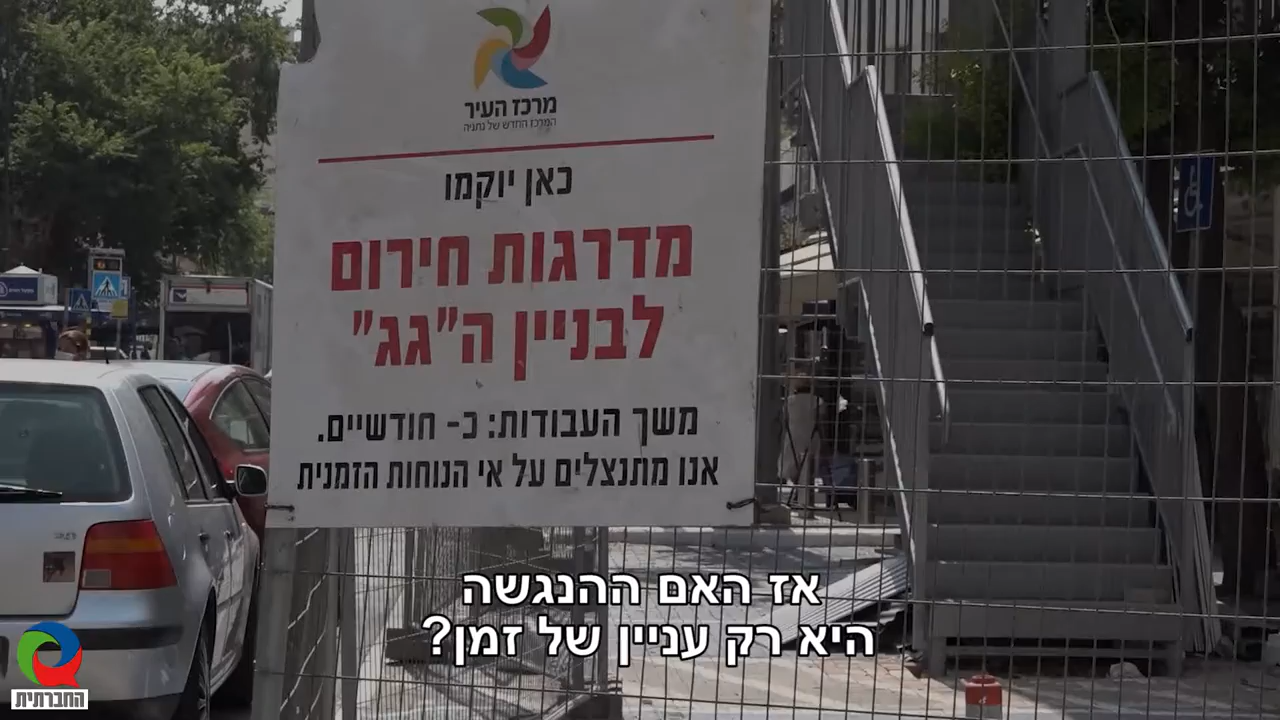 מרכז העיר
המרכז החדש של נתניה
כאן יוקמו
מדרגות חירום
לבניין ה"גג"
משך העבודות: כ- חודשיים.
אנו מתנצלים על אי הנוחות הזמנית
אז האם ההנגשה
היא רק עניין של זמן?
החברתית